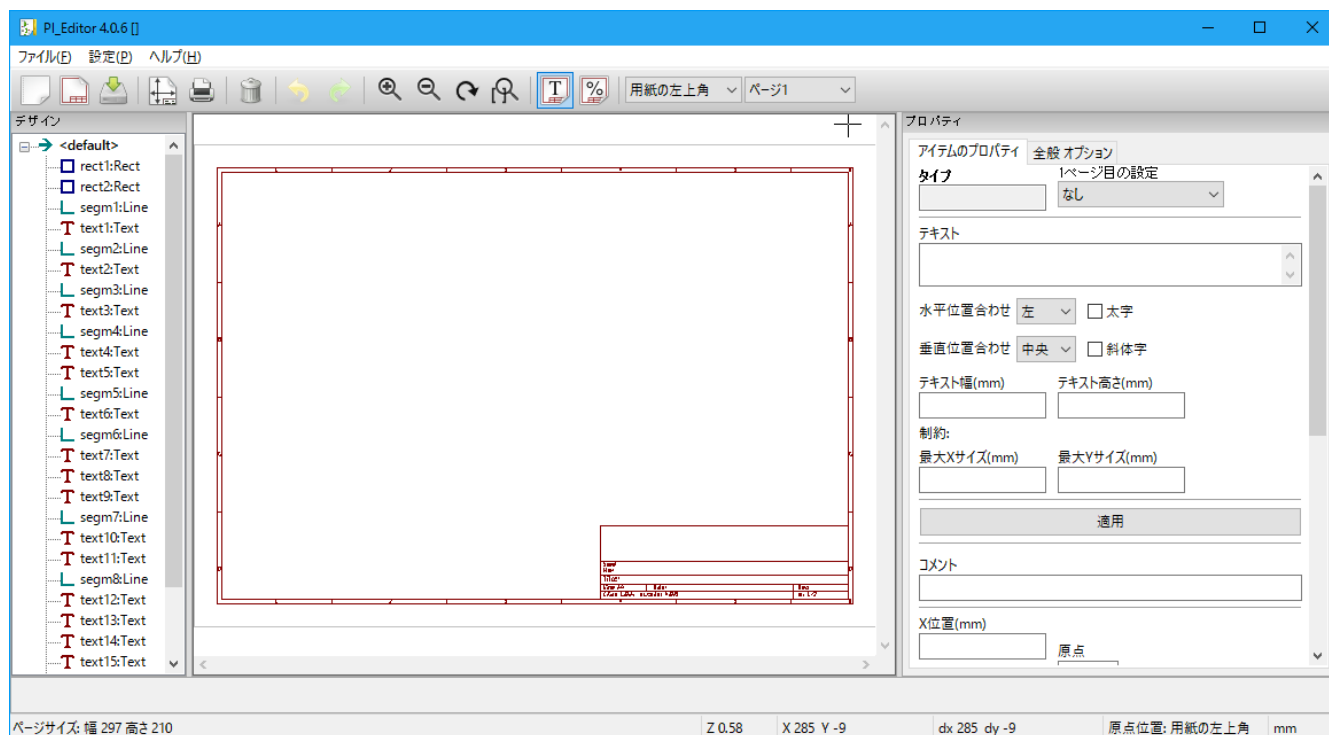 PI_Editor 4.0.6 []
ファイル(F) 設定(P) ヘルプ(H)
T % 用紙の左上角 ページ1
デザイン
<default>
rect1:Rect
rect2:Rect
segm1:Line
text1:Text
segm2:Line
text2:Text
segm3:Line
text3:Text
segm4:Line
text4:Text
text5:Text
segm5:Line
text6:Text
segm6:Line
text7:Text
text8:Text
text9:Text
segm7:Line
text10:Text
text11:Text
segm8:Line
text12:Text
text13:Text
text14:Text
text15:Text
プロパティ
アイテムのプロパティ 全般 オプション
タイプ 1ページ目の設定
なし
テキスト
水平位置合わせ 左 太字
垂直位置合わせ 中央 斜体字
テキスト幅(mm) テキスト高さ(mm)
制約:
最大Xサイズ(mm) 最大Yサイズ(mm)
適用
コメント
X位置(mm)
原点
ページサイズ: 幅 297 高さ 210 Z 0.58 X 285 Y -9 dx 285 dy -9 原点位置: 用紙の左上角 mm